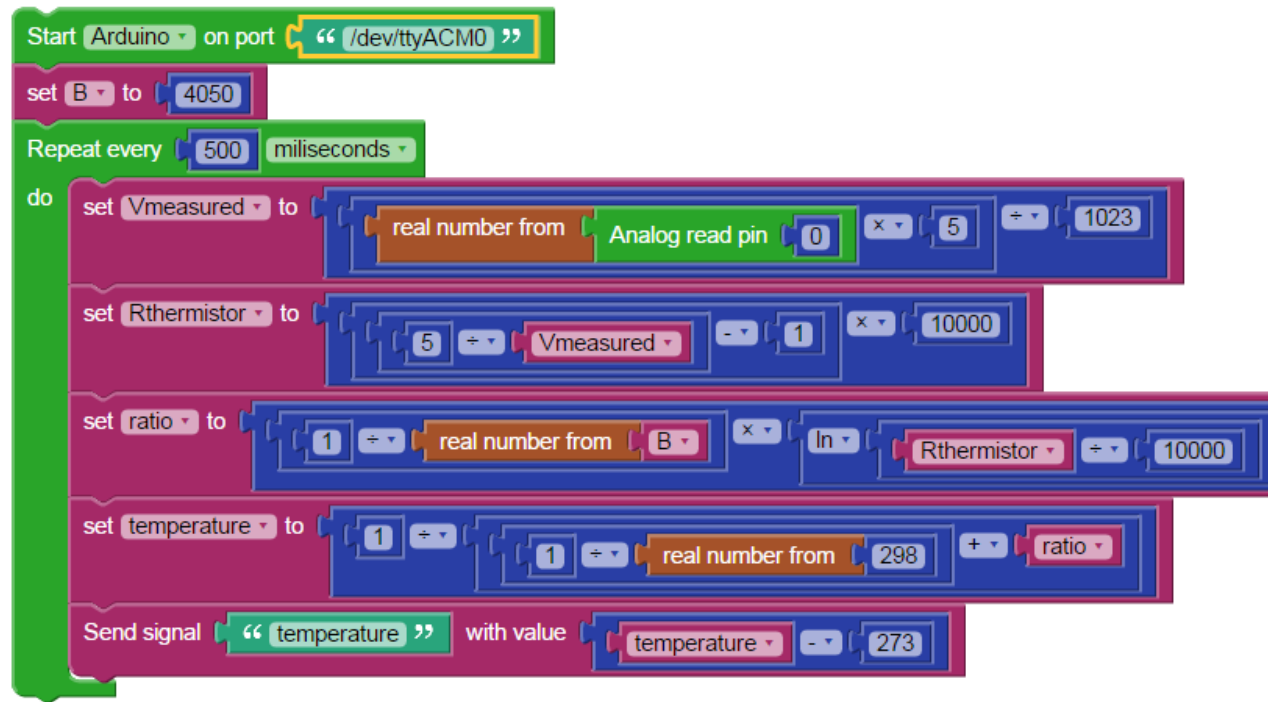 Start Arduino on port “ /dev/ttyACM0 ”
set B to 4050
Repeat every 500 miliseconds
do set Vmeasured to real number from Analog read pin 0 × 5 ÷ 1023
set Rthermistor to 5 ÷ Vmeasured - 1 × 10000
set ratio to 1 ÷ real number from B × ln Rthermistor ÷ 10000
set temperature to 1 ÷ 1 ÷ real number from 298 + ratio
Send signal “ temperature ” with value temperature - 273